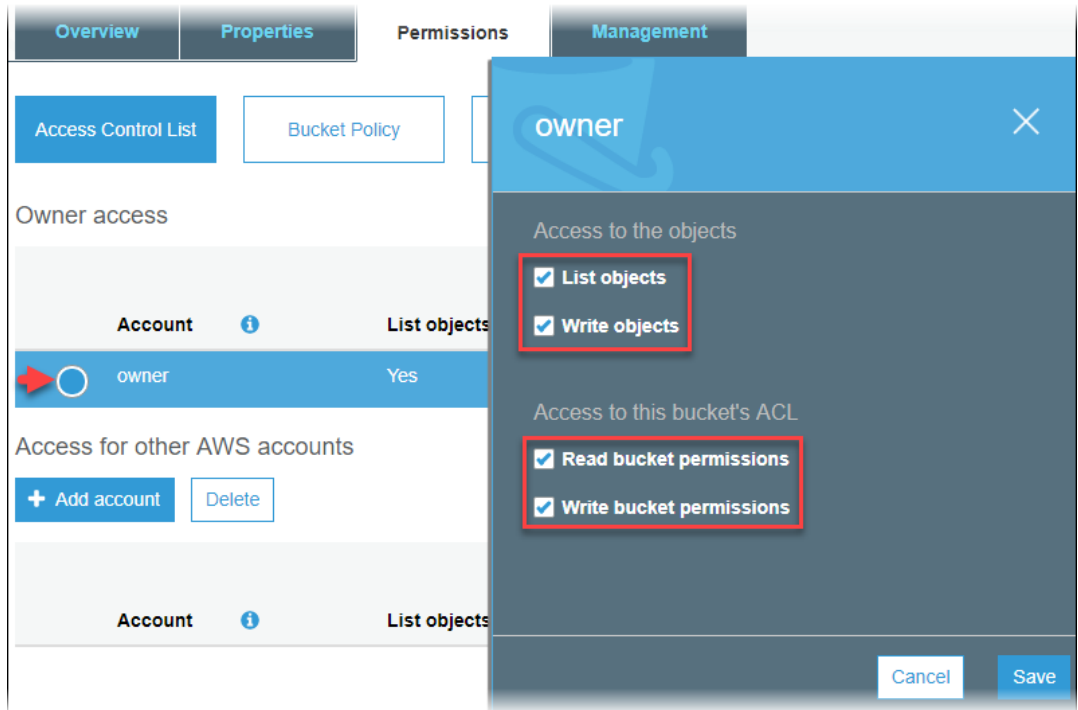 Overview Properties Permissions Management
Access Control List Bucket Policy
Owner access
Account List objects
owner Yes
Access for other AWS accounts
Add account Delete
Account List objects
owner
Access to the objects
List objects
Write objects
Access to this bucket's ACL
Read bucket permissions
Write bucket permissions
Cancel Save